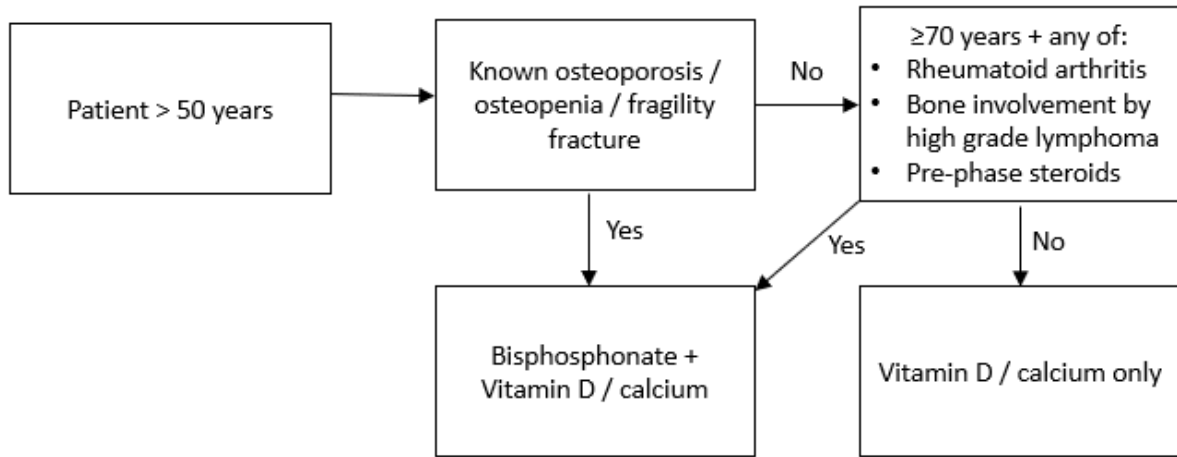 Patient > 50 years
Known osteoporosis /
osteopenia / fragility
fracture
No
≥70 years + any of:
• Rheumatoid arthritis
• Bone involvement by
high grade lymphoma
• Pre-phase steroids
Yes
Yes
No
Bisphosphonate +
Vitamin D / calcium
Vitamin D / calcium only